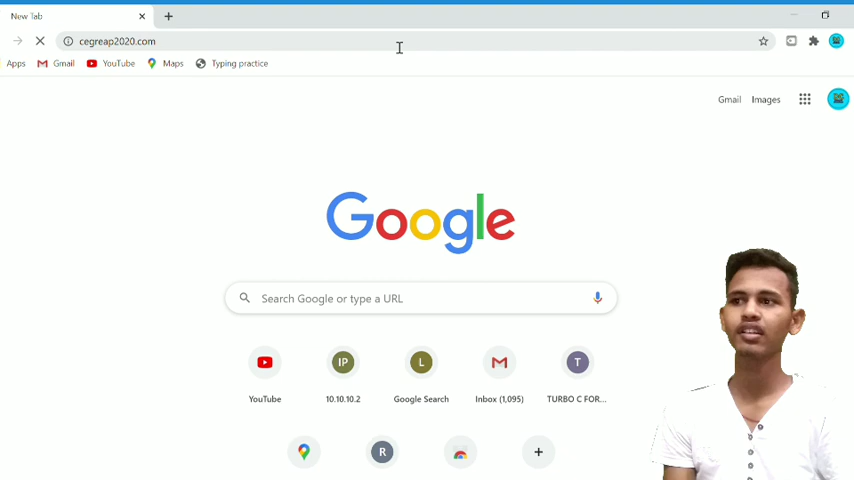 New Tab
cegreap2020.com
Apps Gmail YouTube Maps Typing practice
Gmail Images
Google
Search Google or type a URL
IP L T
YouTube 10.10.10.2 Google Search Inbox (1,095) TURBO C FOR...
R